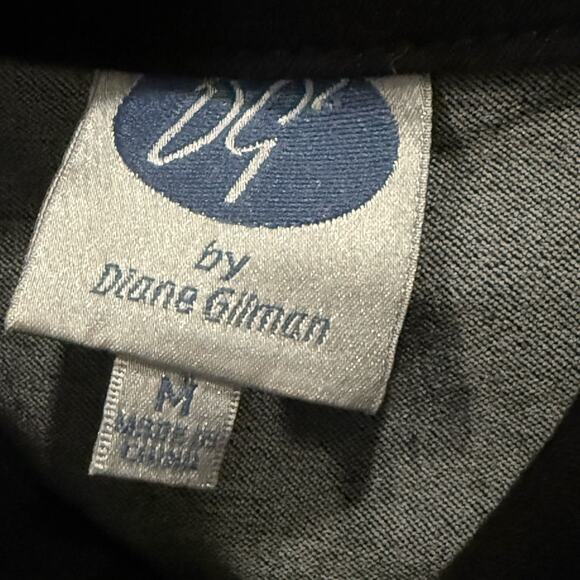 DG2
by
Diane Gilman
M
MADE IN
CHINA